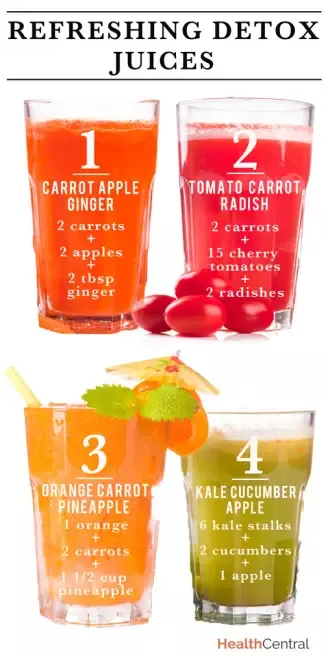 REFRESHING DETOX
JUICES
1
CARROT APPLE
GINGER
2 carrots
+
2 apples
+
2 tbsp
ginger
2
TOMATO CARROT
RADISH
2 carrots
+
15 cherry
tomatoes
+
2 radishes
3
ORANGE CARROT
PINEAPPLE
1 orange
+
2 carrots
+
1 1/2 cup
pineapple
4
KALE CUCUMBER
APPLE
6 kale stalks
+
2 cucumbers
+
1 apple
HealthCentral